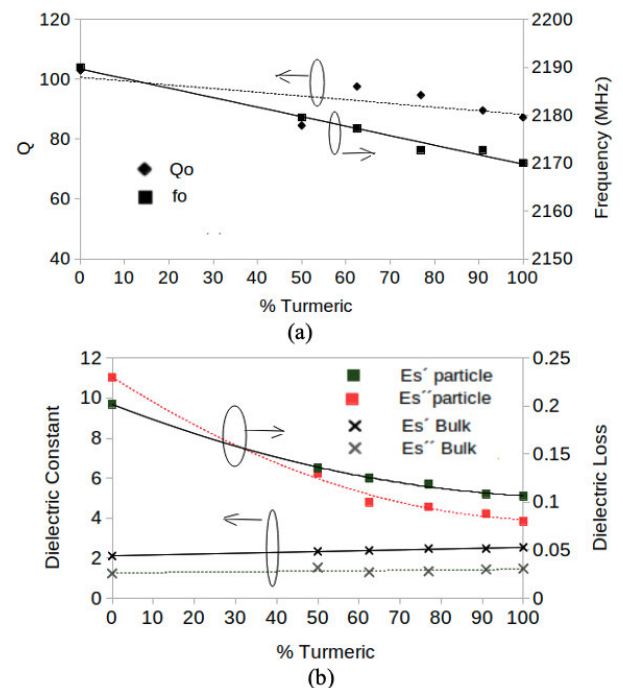 120
100
80
60
40
Q
2200
2190
2180
2170
2160
2150
Frequency (MHz)
Qo
fo
0 10 20 30 40 50 60 70 80 90 100
% Turmeric
(a)
12
10
8
6
4
2
0
Dielectric Constant
0.25
0.2
0.15
0.1
0.05
0
Dielectric Loss
Es´ particle
Es´´particle
Es´ Bulk
Es´´ Bulk
0 10 20 30 40 50 60 70 80 90 100
% Turmeric
(b)